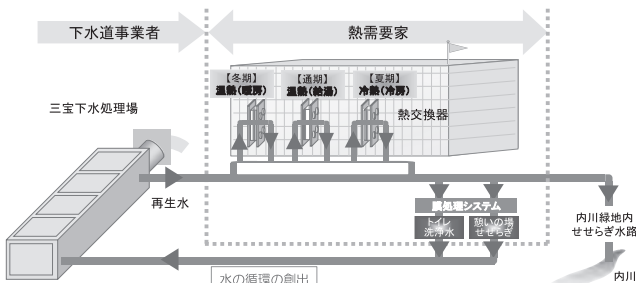 下水道事業者
熱需要家
【冬期】
温熱(暖房)
【通期】
温熱(給湯)
【夏期】
冷熱(冷房)
熱交換器
三宝下水処理場
再生水
膜処理システム
トイレ
洗浄水
憩いの場
せせらぎ
内川緑地内
せせらぎ水路
内川
水の循環の創出